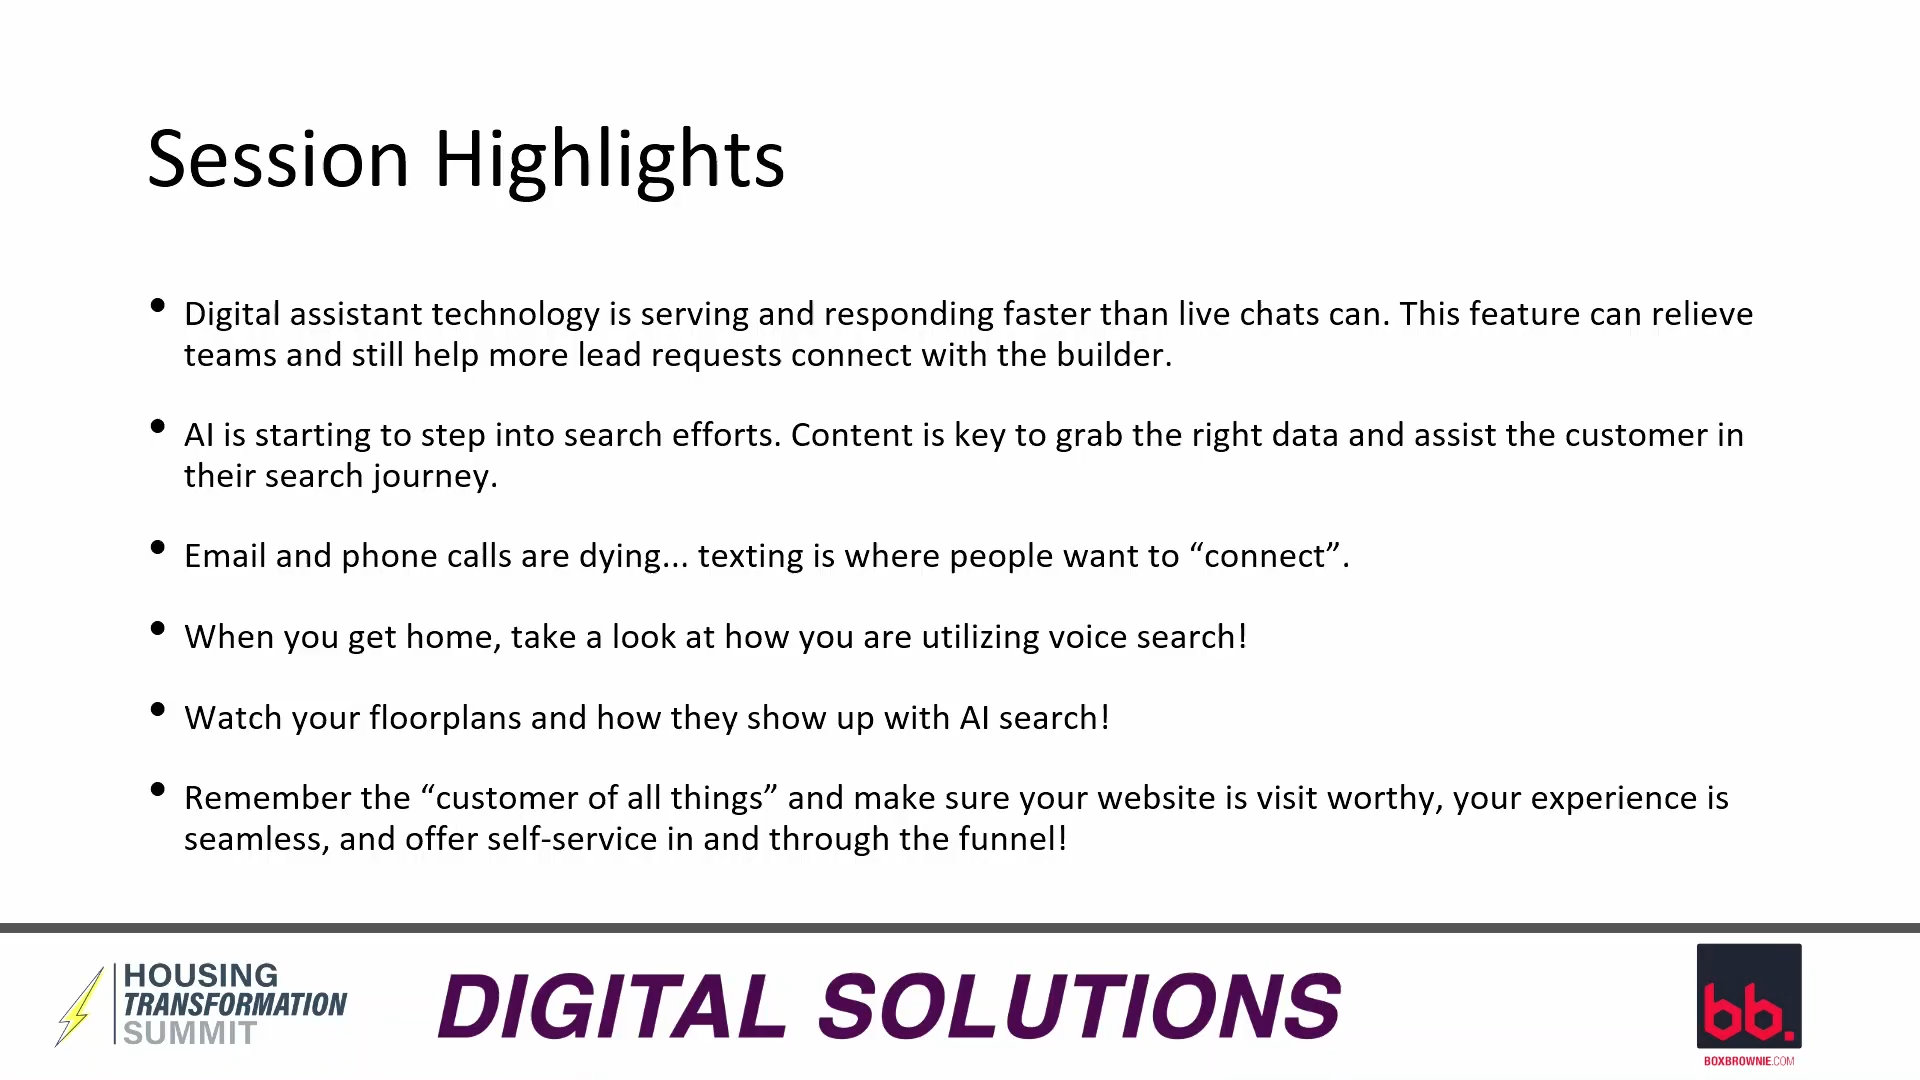 Session Highlights
• Digital assistant technology is serving and responding faster than live chats can. This feature can relieve
teams and still help more lead requests connect with the builder.
• AI is starting to step into search efforts. Content is key to grab the right data and assist the customer in
their search journey.
• Email and phone calls are dying... texting is where people want to “connect”.
• When you get home, take a look at how you are utilizing voice search!
• Watch your floorplans and how they show up with AI search!
• Remember the “customer of all things” and make sure your website is visit worthy, your experience is
seamless, and offer self-service in and through the funnel!
HOUSING
TRANSFORMATION
SUMMIT
DIGITAL SOLUTIONS
bb.
BOXBROWNIE.COM